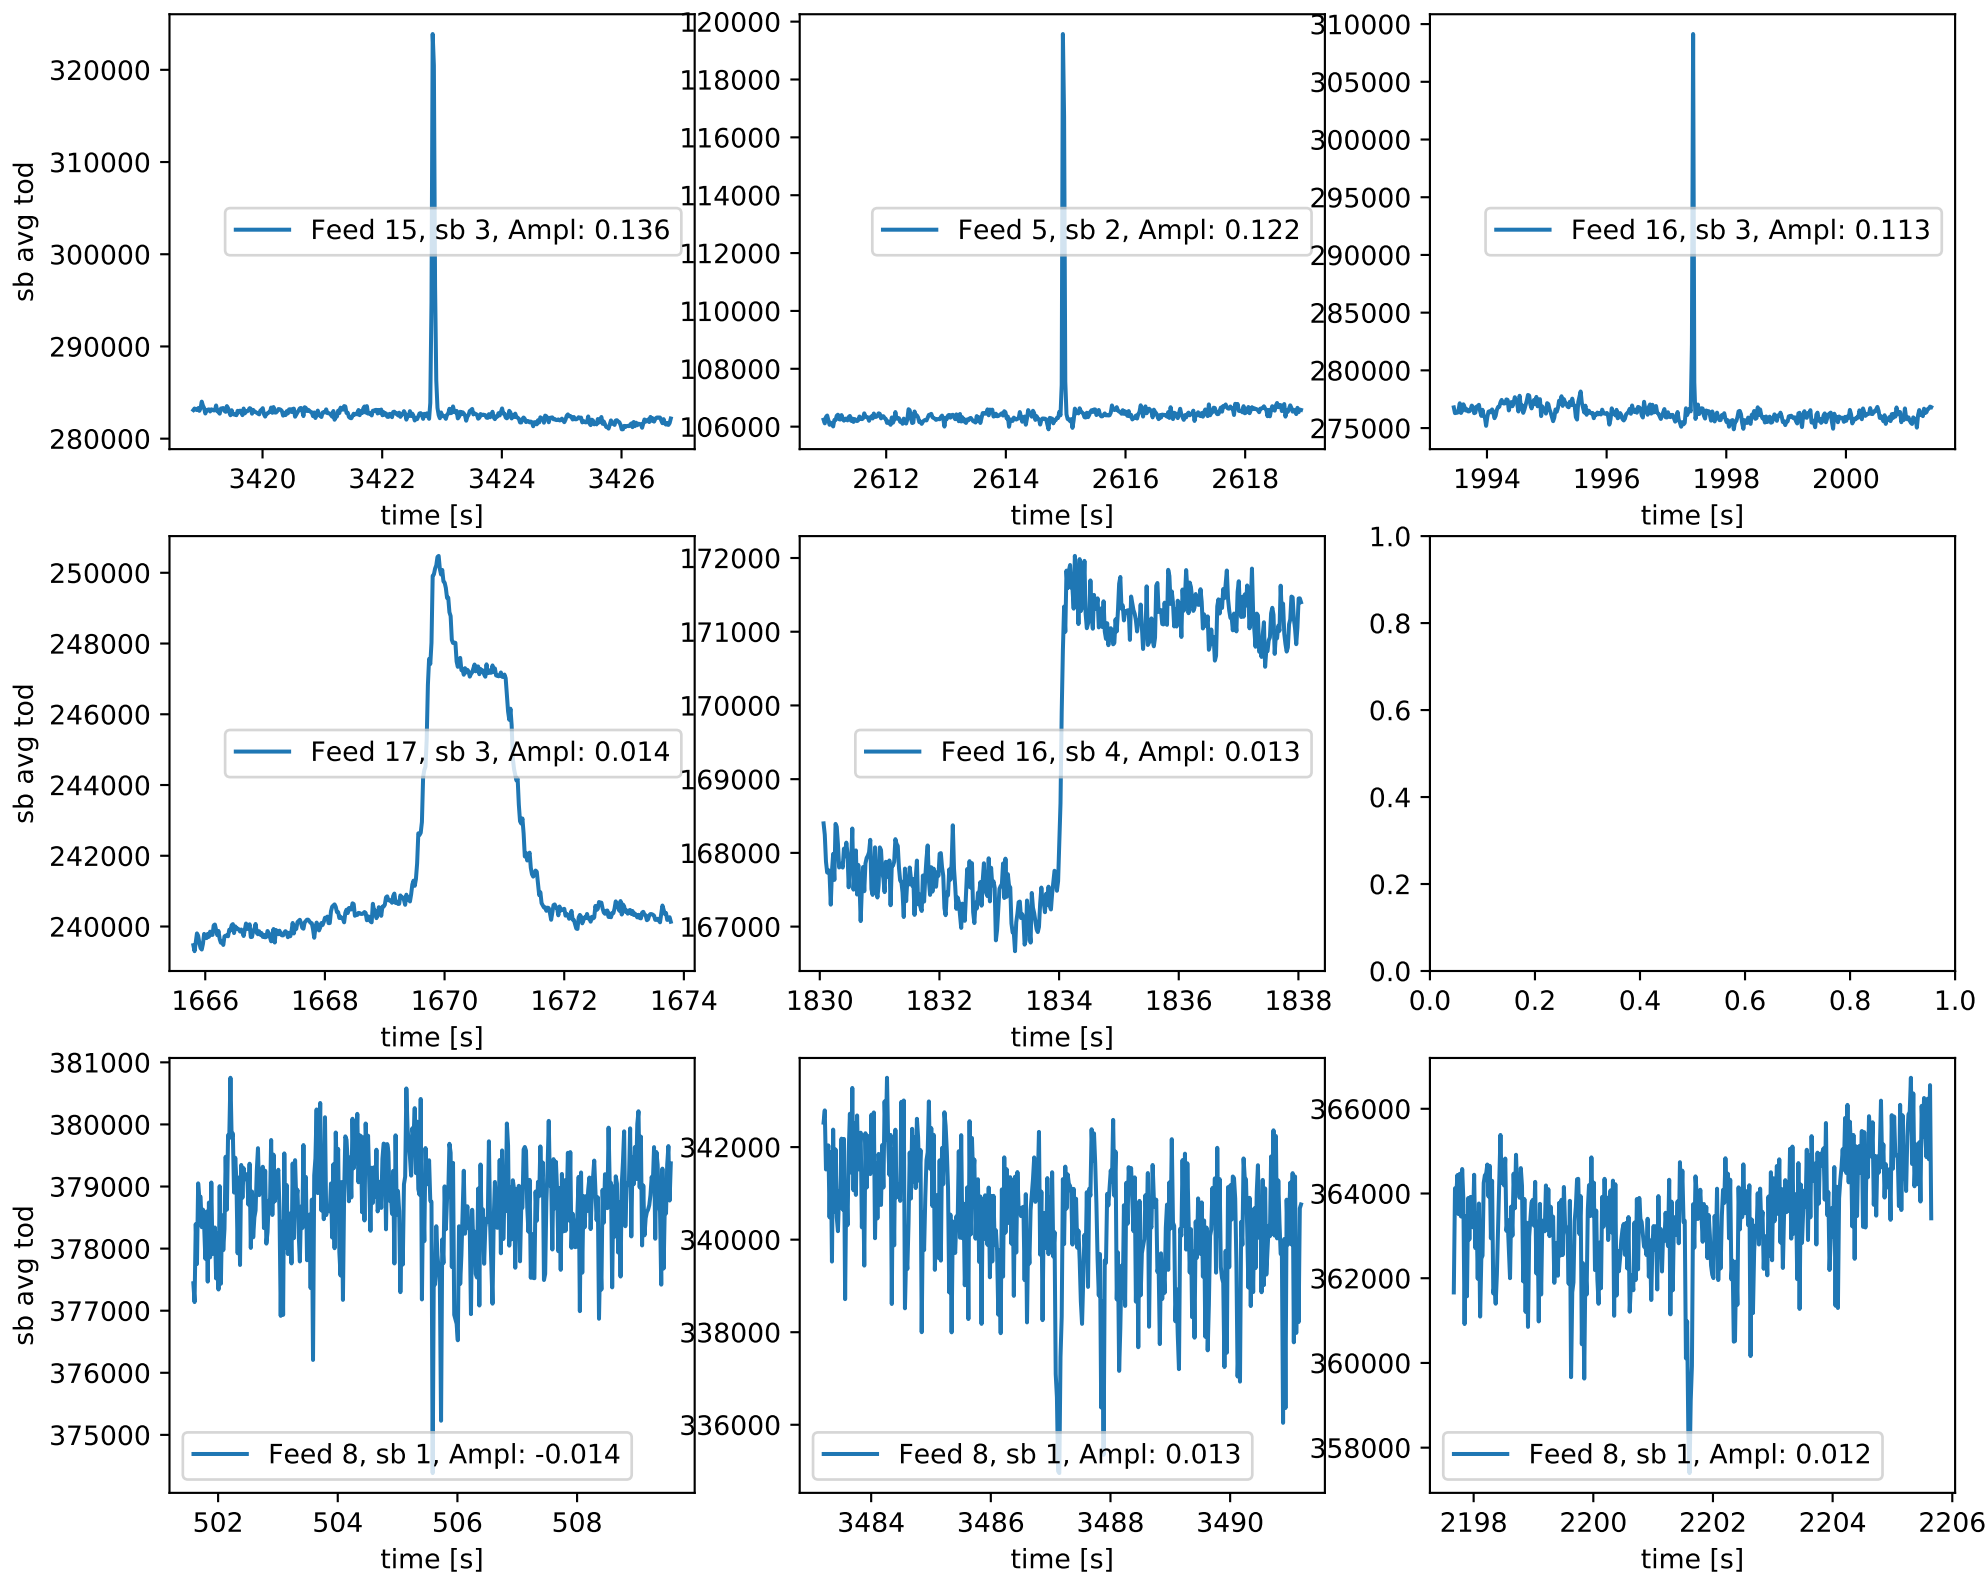 320000
310000
300000
290000
280000
sb avg tod
Feed 15, sb 3, Ampl: 0.136
3420 3422 3424 3426
time [s]
120000
118000
116000
114000
112000
110000
108000
106000
Feed 5, sb 2, Ampl: 0.122
2612 2614 2616 2618
time [s]
310000
305000
300000
295000
290000
285000
280000
275000
Feed 16, sb 3, Ampl: 0.113
1994 1996 1998 2000
time [s]
250000
248000
246000
244000
242000
240000
sb avg tod
Feed 17, sb 3, Ampl: 0.014
1666 1668 1670 1672 1674
time [s]
172000
171000
170000
169000
168000
167000
Feed 16, sb 4, Ampl: 0.013
1830 1832 1834 1836 1838
time [s]
1.0
0.8
0.6
0.4
0.2
0.0
0.0 0.2 0.4 0.6 0.8 1.0
381000
380000
379000
378000
377000
376000
375000
sb avg tod
Feed 8, sb 1, Ampl: -0.014
502 504 506 508
time [s]
342000
340000
338000
336000
Feed 8, sb 1, Ampl: 0.013
3484 3486 3488 3490
time [s]
366000
364000
362000
360000
358000
Feed 8, sb 1, Ampl: 0.012
2198 2200 2202 2204 2206
time [s]